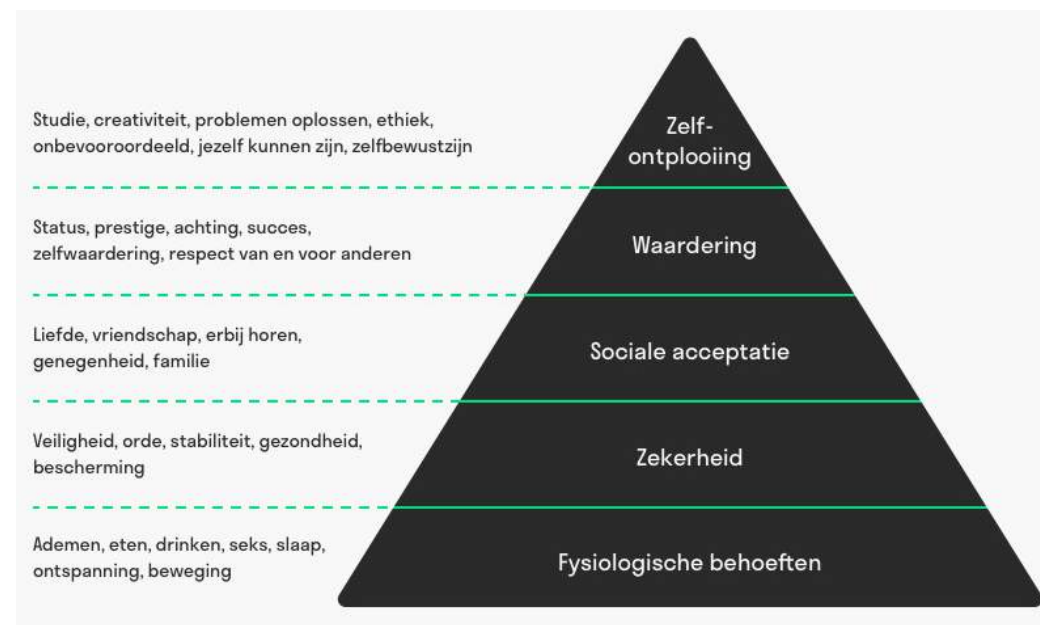 Studie, creativiteit, problemen oplossen, ethiek,
onbevooroordeeld, jezelf kunnen zijn, zelfbewustzijn
Zelf-
ontplooiing
Status, prestige, achting, succes,
zelfwaardering, respect van en voor anderen
Waardering
Liefde, vriendschap, erbij horen,
genegenheid, familie
Sociale acceptatie
Veiligheid, orde, stabiliteit, gezondheid,
bescherming
Zekerheid
Ademen, eten, drinken, seks, slaap,
ontspanning, beweging
Fysiologische behoeften